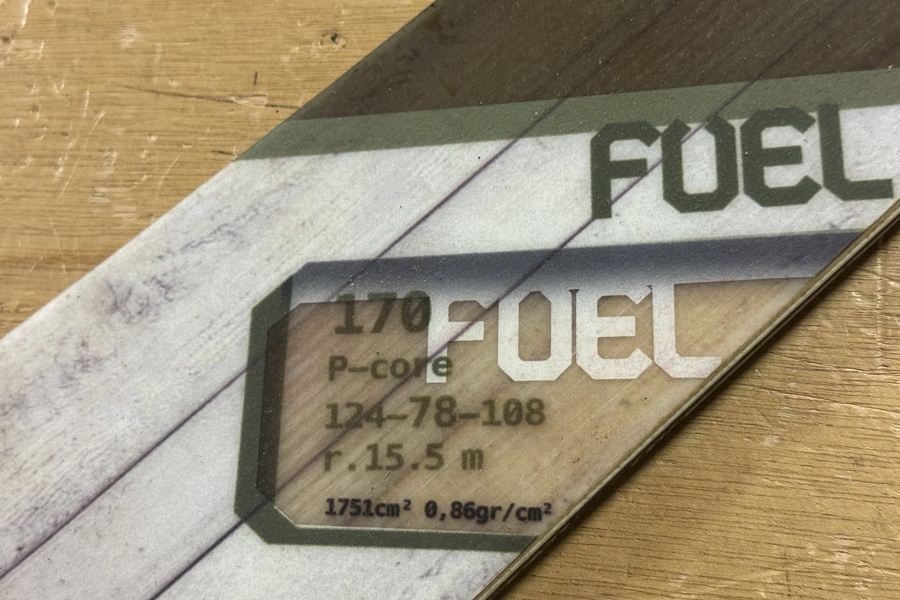 FUEL
FUEL
170
P-core
124-78-108
r.15.5 m
1751cm² 0,86gr/cm²